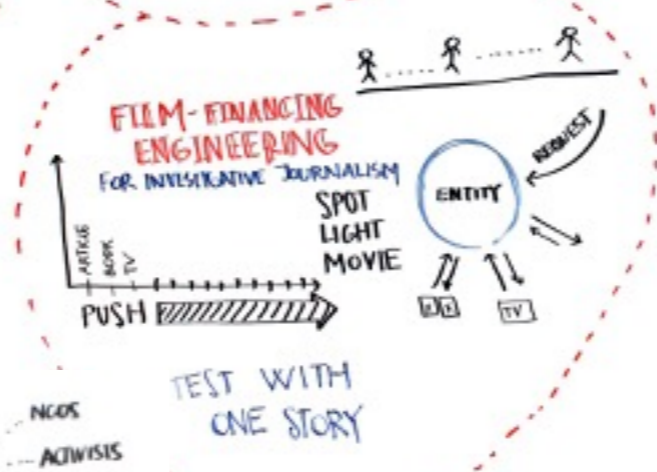 FILM-FINANCING
ENGINEERING
FOR INVESTIGATIVE JOURNALISM
SPOT
LIGHT
MOVIE
REQUEST
ENTITY
ARTICLE
BOOK
TV
PUSH
TV
TEST WITH
ONE STORY
NGOS
ACTIVISTS